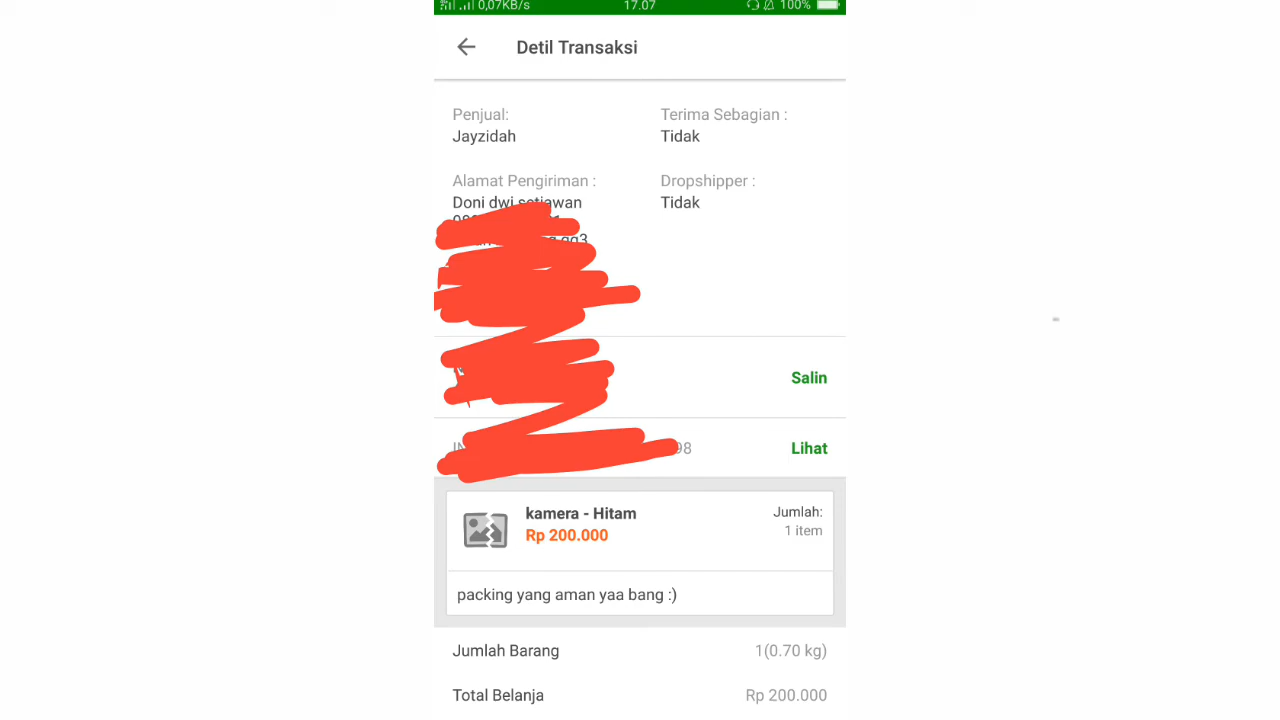 0,07KB/s 17.07 100%
Detil Transaksi
Penjual:
Jayzidah
Terima Sebagian :
Tidak
Alamat Pengiriman :
Doni dwi setiawan
Dropshipper :
Tidak
gg3
Salin
98
Lihat
kamera - Hitam
Rp 200.000
Jumlah:
1 item
packing yang aman yaa bang :)
Jumlah Barang
1(0.70 kg)
Total Belanja
Rp 200.000